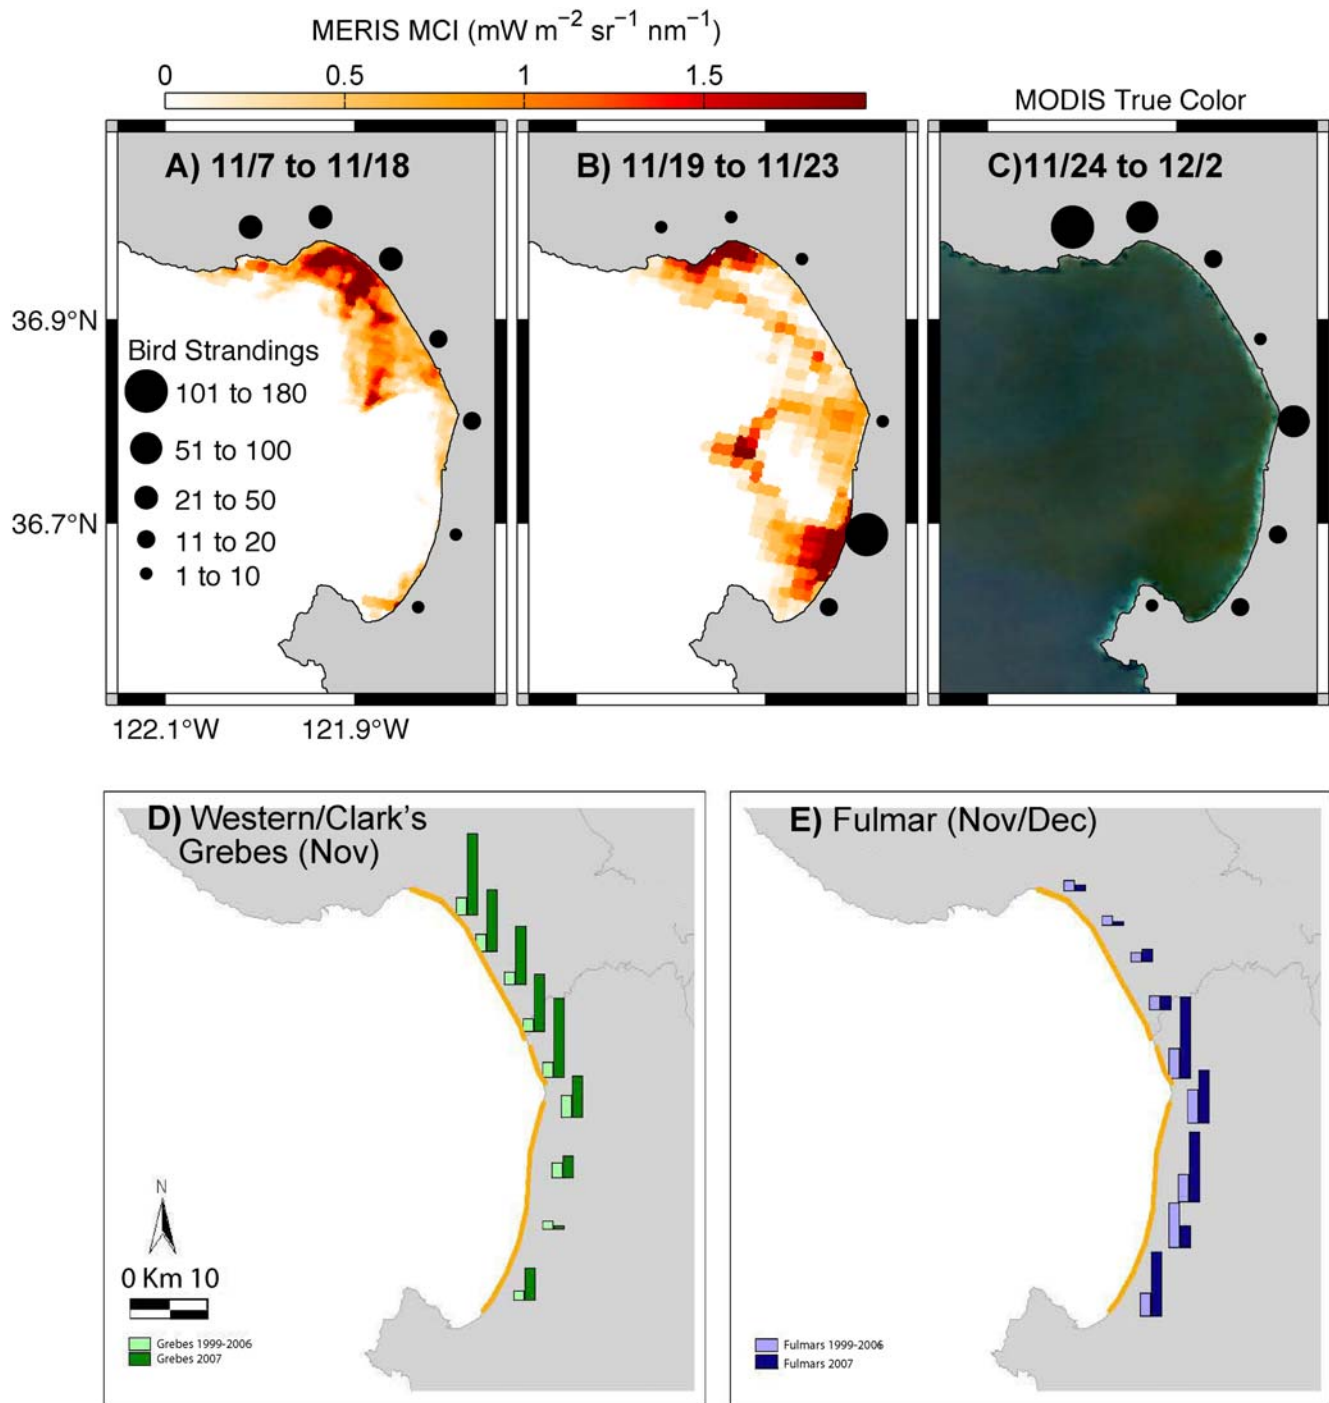 MERIS MCI (mW m⁻² sr⁻¹ nm⁻¹)
0 0.5 1 1.5
MODIS True Color
A) 11/7 to 11/18
B) 11/19 to 11/23
C)11/24 to 12/2
36.9°N
36.7°N
Bird Strandings
101 to 180
51 to 100
21 to 50
11 to 20
1 to 10
122.1°W 121.9°W
D) Western/Clark's
Grebes (Nov)
N
0 Km 10
Grebes 1999-2006
Grebes 2007
E) Fulmar (Nov/Dec)
Fulmars 1999-2006
Fulmars 2007